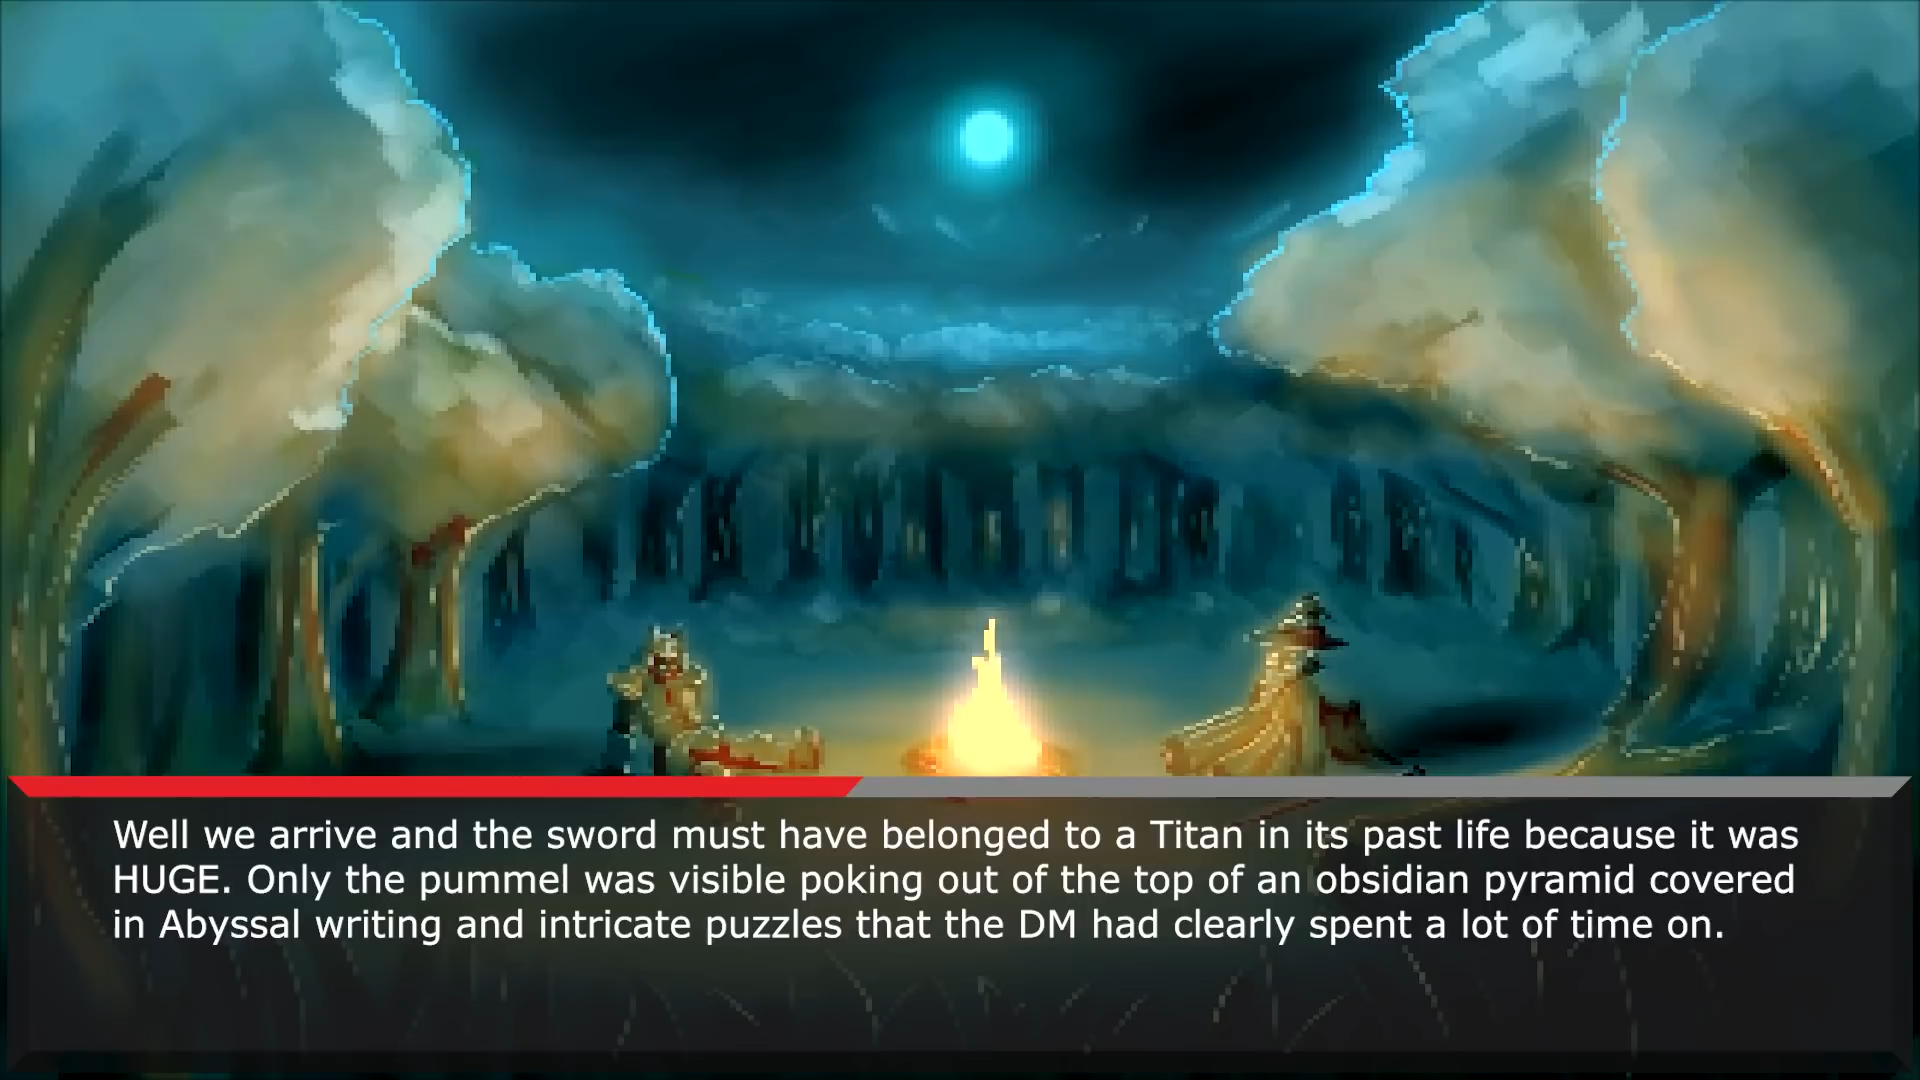 Well we arrive and the sword must have belonged to a Titan in its past life because it was
HUGE. Only the pummel was visible poking out of the top of an obsidian pyramid covered
in Abyssal writing and intricate puzzles that the DM had clearly spent a lot of time on.